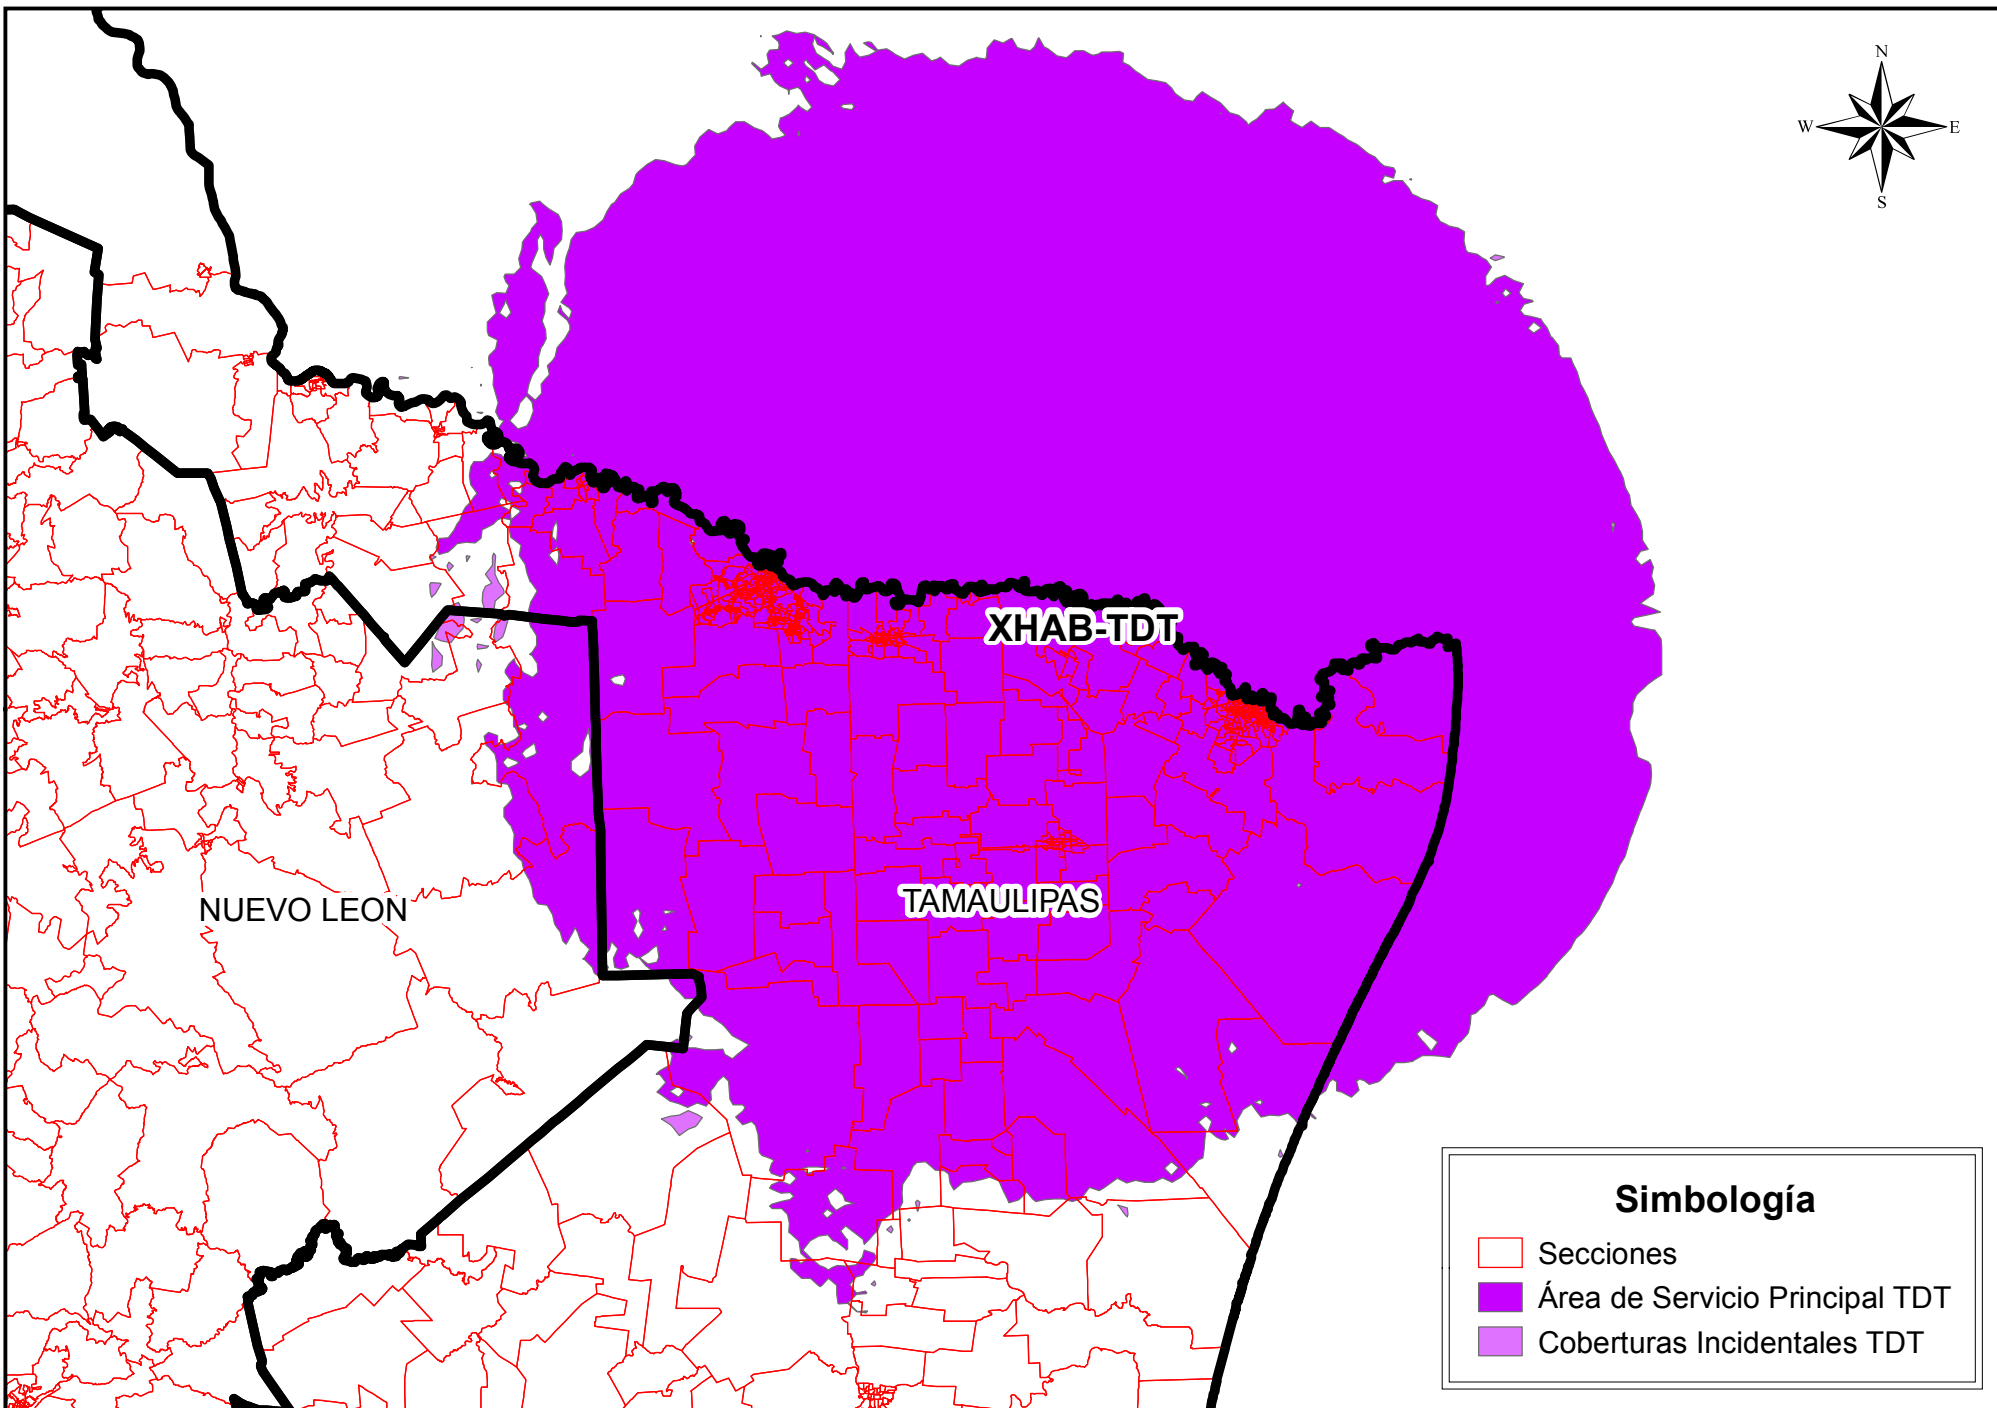 N
W E
S
XHAB-TDT
NUEVO LEON
TAMAULIPAS
Simbología
Secciones
Área de Servicio Principal TDT
Coberturas Incidentales TDT